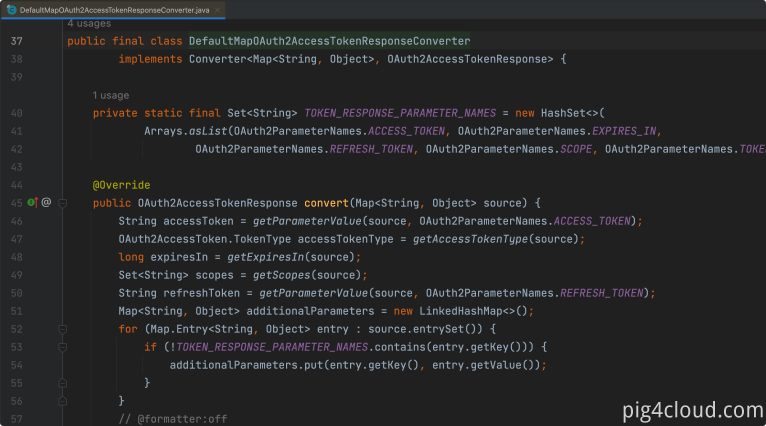 DefaultMapOAuth2AccessTokenResponseConverter.java
4 usages
37 public final class DefaultMapOAuth2AccessTokenResponseConverter
38 implements Converter<Map<String, Object>, OAuth2AccessTokenResponse> {
39
1 usage
40 private static final Set<String> TOKEN_RESPONSE_PARAMETER_NAMES = new HashSet<>(
41 Arrays.asList(OAuth2ParameterNames.ACCESS_TOKEN, OAuth2ParameterNames.EXPIRES_IN,
42 OAuth2ParameterNames.REFRESH_TOKEN, OAuth2ParameterNames.SCOPE, OAuth2ParameterNames.TOKE
43
44 @Override
45 @ public OAuth2AccessTokenResponse convert(Map<String, Object> source) {
46 String accessToken = getParameterValue(source, OAuth2ParameterNames.ACCESS_TOKEN);
47 OAuth2AccessToken.TokenType accessTokenType = getAccessTokenType(source);
48 long expiresIn = getExpiresIn(source);
49 Set<String> scopes = getScopes(source);
50 String refreshToken = getParameterValue(source, OAuth2ParameterNames.REFRESH_TOKEN);
51 Map<String, Object> additionalParameters = new LinkedHashMap<>();
52 for (Map.Entry<String, Object> entry : source.entrySet()) {
53 if (!TOKEN_RESPONSE_PARAMETER_NAMES.contains(entry.getKey())) {
54 additionalParameters.put(entry.getKey(), entry.getValue());
55 }
56 }
57 // @formatter:off
pig4cloud.com